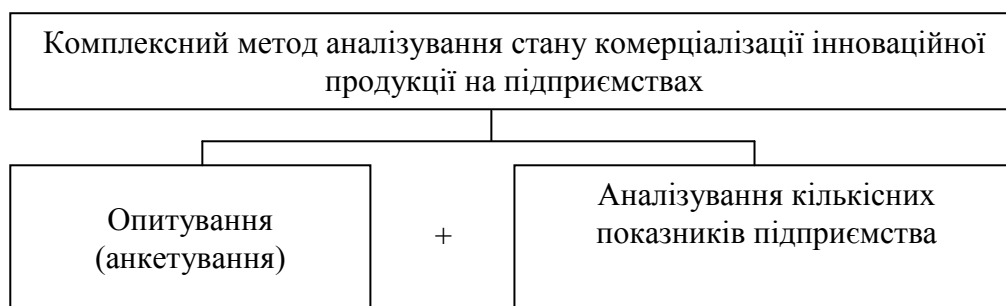 Комплексний метод аналізування стану комерціалізації інноваційної
продукції на підприємствах
Опитування
(анкетування)
+
Аналізування кількісних
показників підприємства